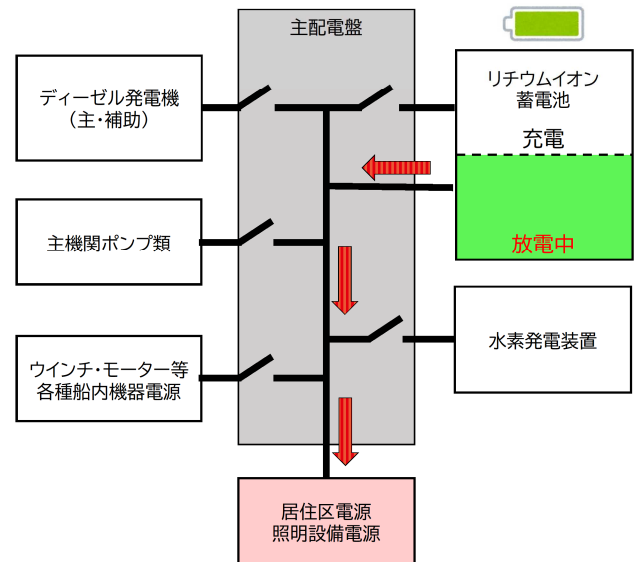 主配電盤
ディーゼル発電機
（主・補助）
リチウムイオン
蓄電池
充電
放電中
主機関ポンプ類
水素発電装置
ウインチ・モーター等
各種船内機器電源
居住区電源
照明設備電源